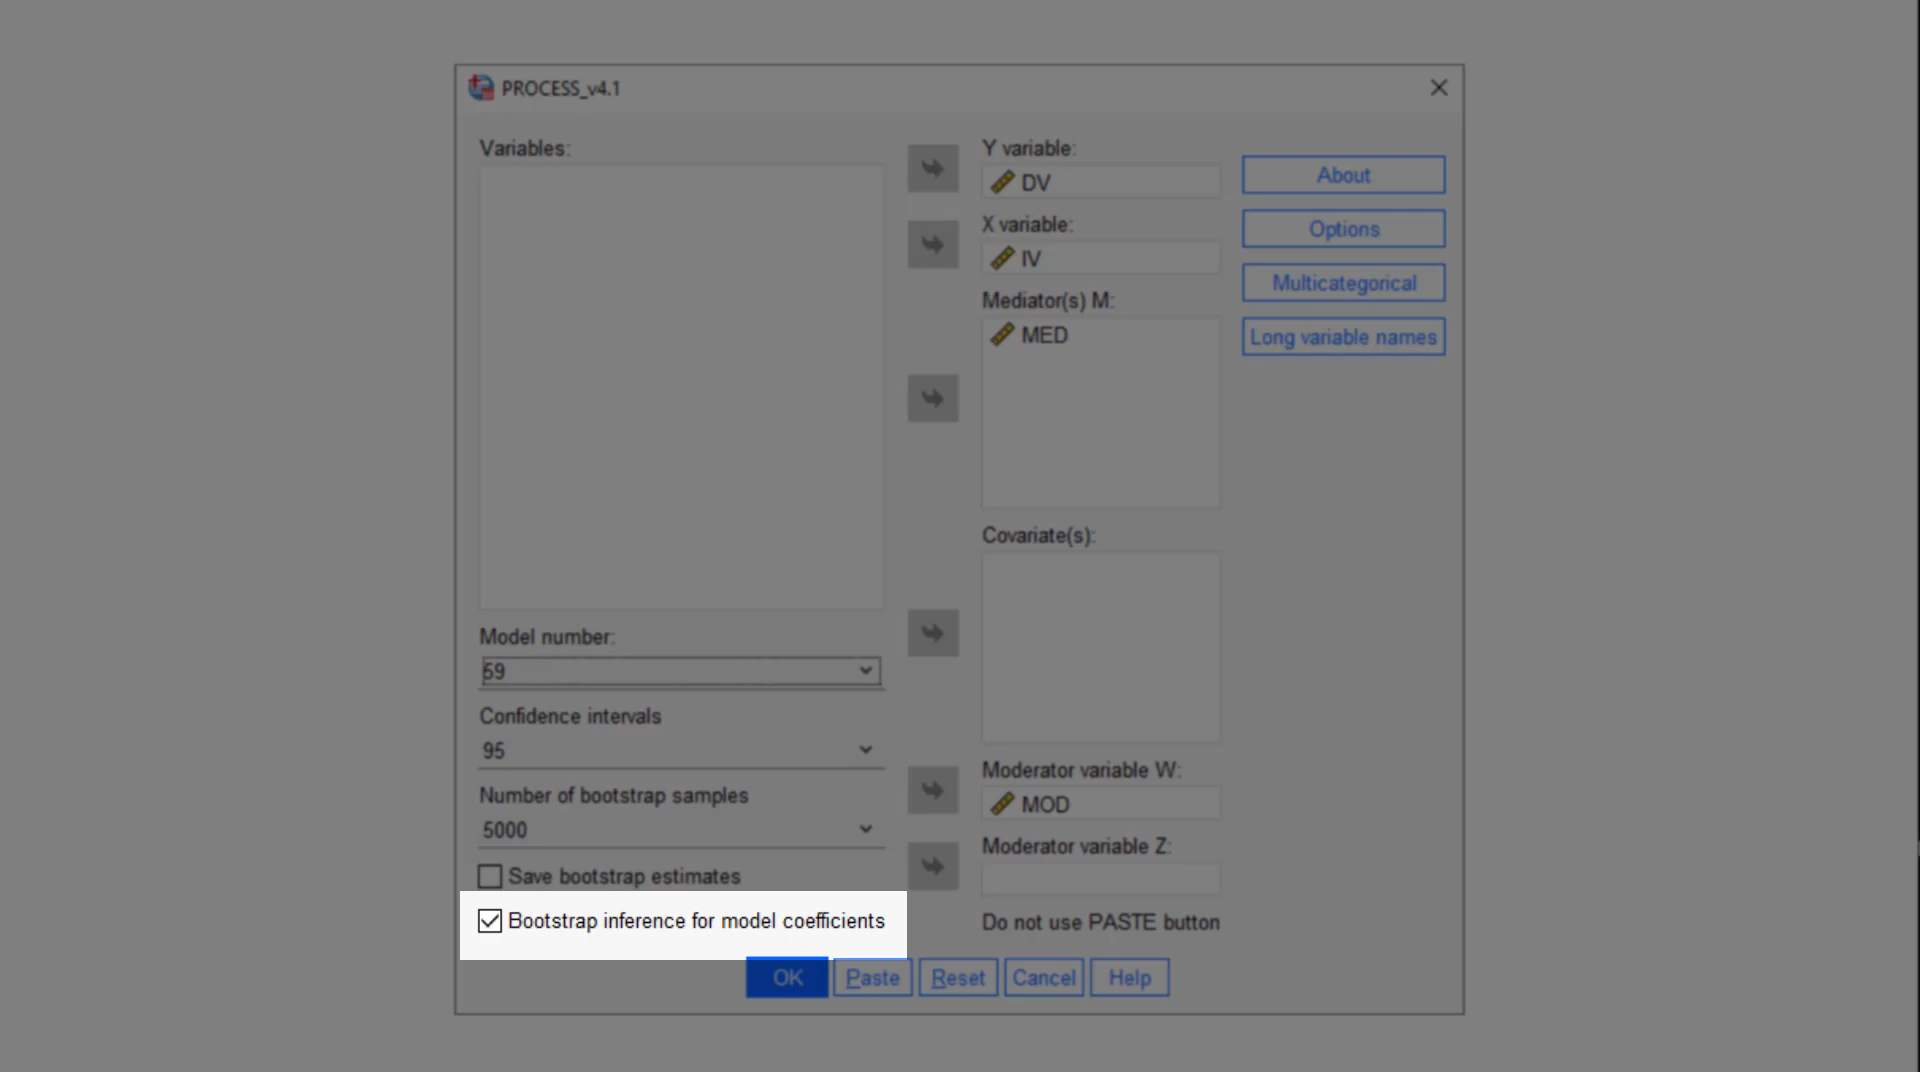 PROCESS_v4.1
Variables:
Model number:
59
Confidence intervals
95
Number of bootstrap samples
5000
Save bootstrap estimates
Bootstrap inference for model coefficients
Y variable:
DV
X variable:
IV
Mediator(s) M:
MED
Covariate(s):
Moderator variable W:
MOD
Moderator variable Z:
Do not use PASTE button
About
Options
Multicategorical
Long variable names
OK
Paste
Reset
Cancel
Help